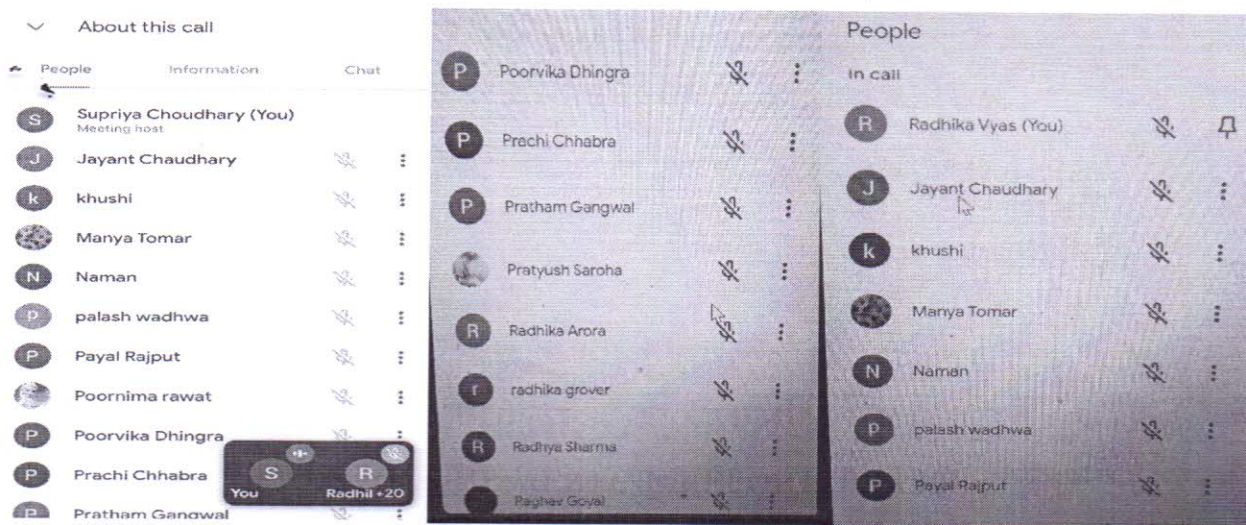 About this call
People Information Chat
S Supriya Choudhary (You)
Meeting host
J Jayant Chaudhary
k khushi
Manya Tomar
N Naman
p palash wadhwa
P Payal Rajput
Poornima rawat
P Poorvika Dhingra
P Prachi Chhabra
P Pratham Gangwal
S R
You Radhil +20
P Poorvika Dhingra
P Prachi Chhabra
P Pratham Gangwal
Pratyush Saroha
R Radhika Arora
r radhika grover
R Radhya Sharma
Raghav Goyal
People
In call
R Radhika Vyas (You)
J Jayant Chaudhary
k khushi
Manya Tomar
N Naman
p palash wadhwa
P Payal Rajput